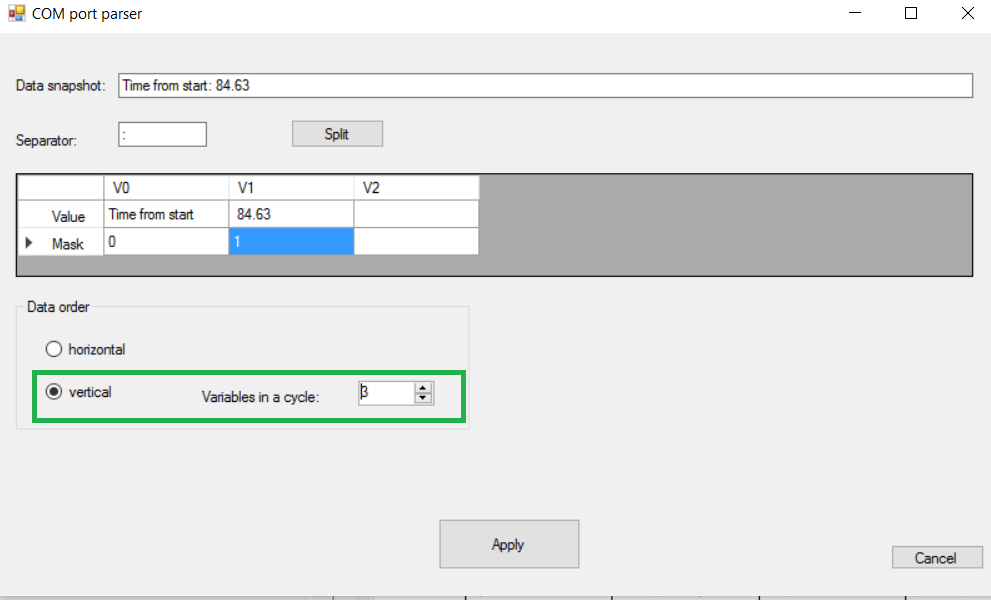 COM port parser
Data snapshot: Time from start: 84.63
Separator: : Split
V0 V1 V2
Value Time from start 84.63
Mask 0 1
Data order
horizontal
vertical Variables in a cycle: 3
Apply
Cancel